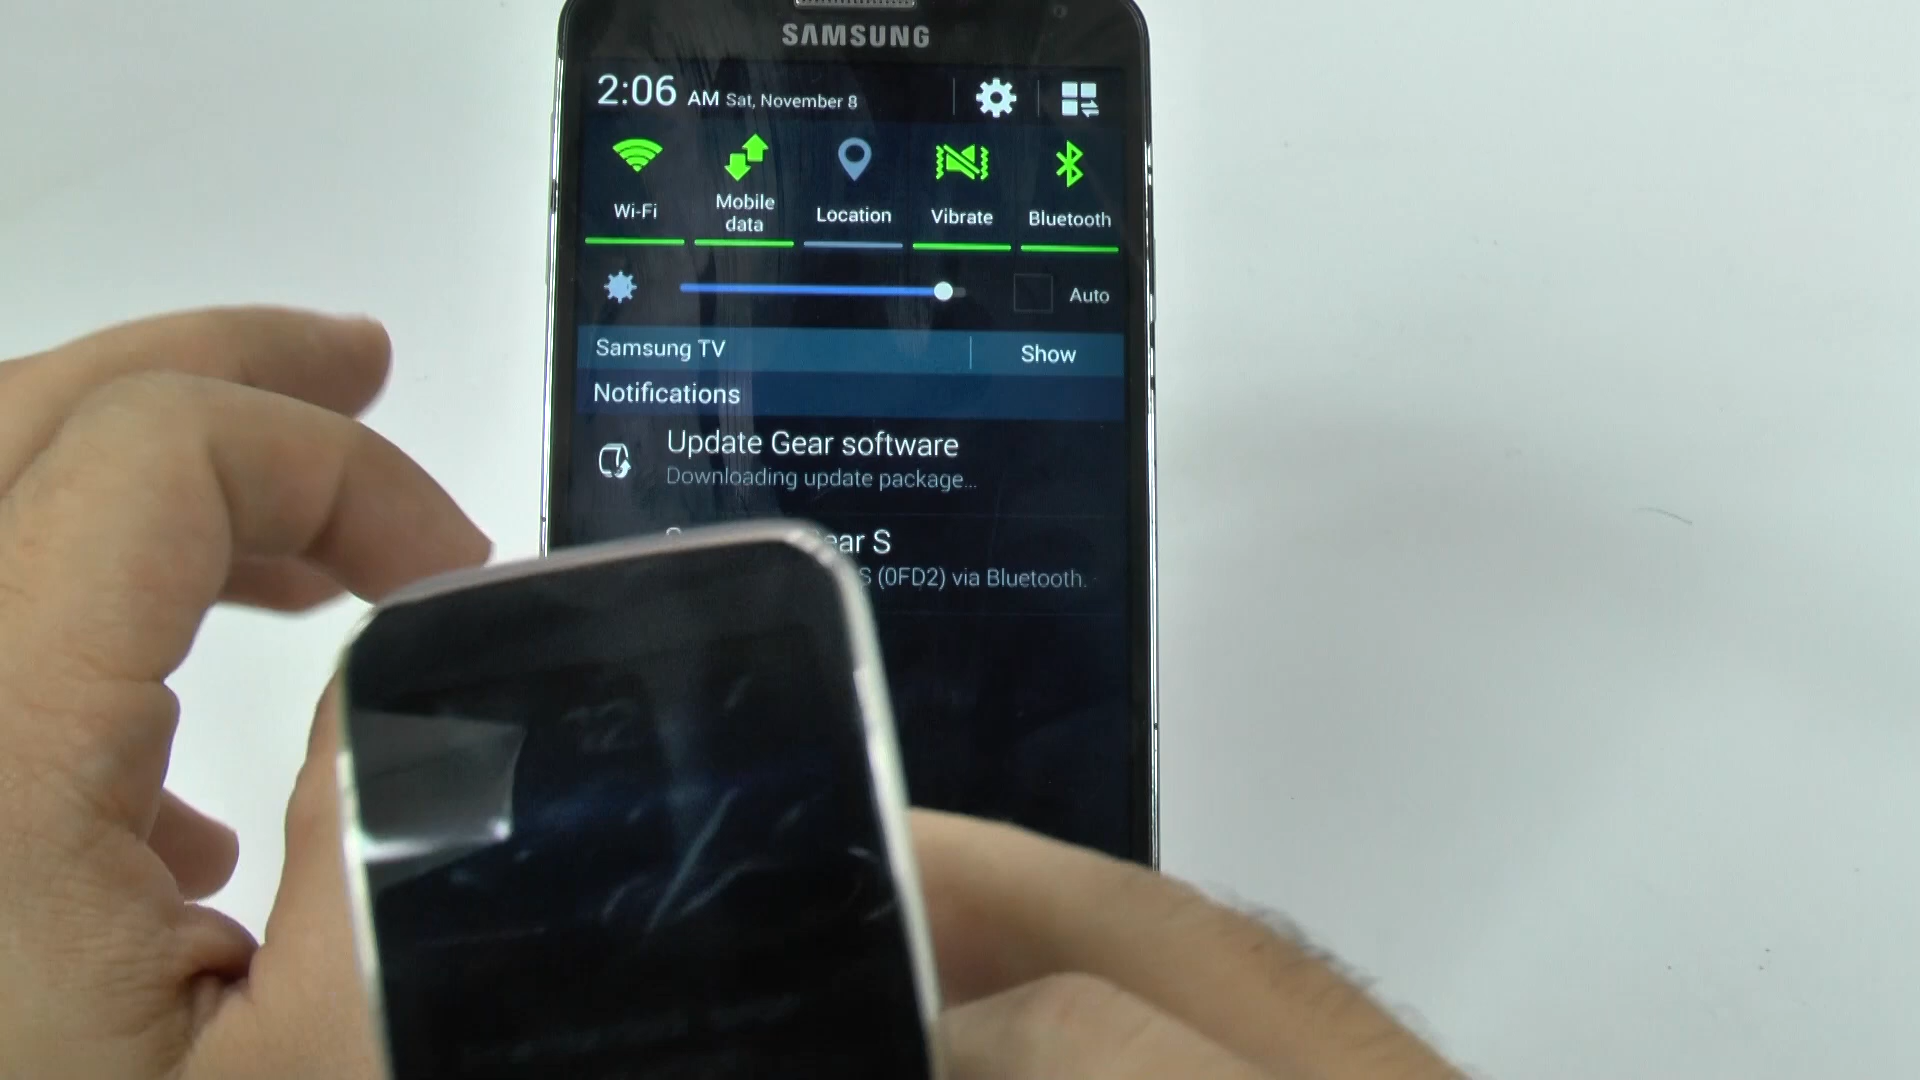 SAMSUNG
2:06 AM Sat, November 8
Wi-Fi
Mobile data
Location
Vibrate
Bluetooth
Auto
Samsung TV
Show
Notifications
Update Gear software
Downloading update package...
S
(0FD2) via Bluetooth.